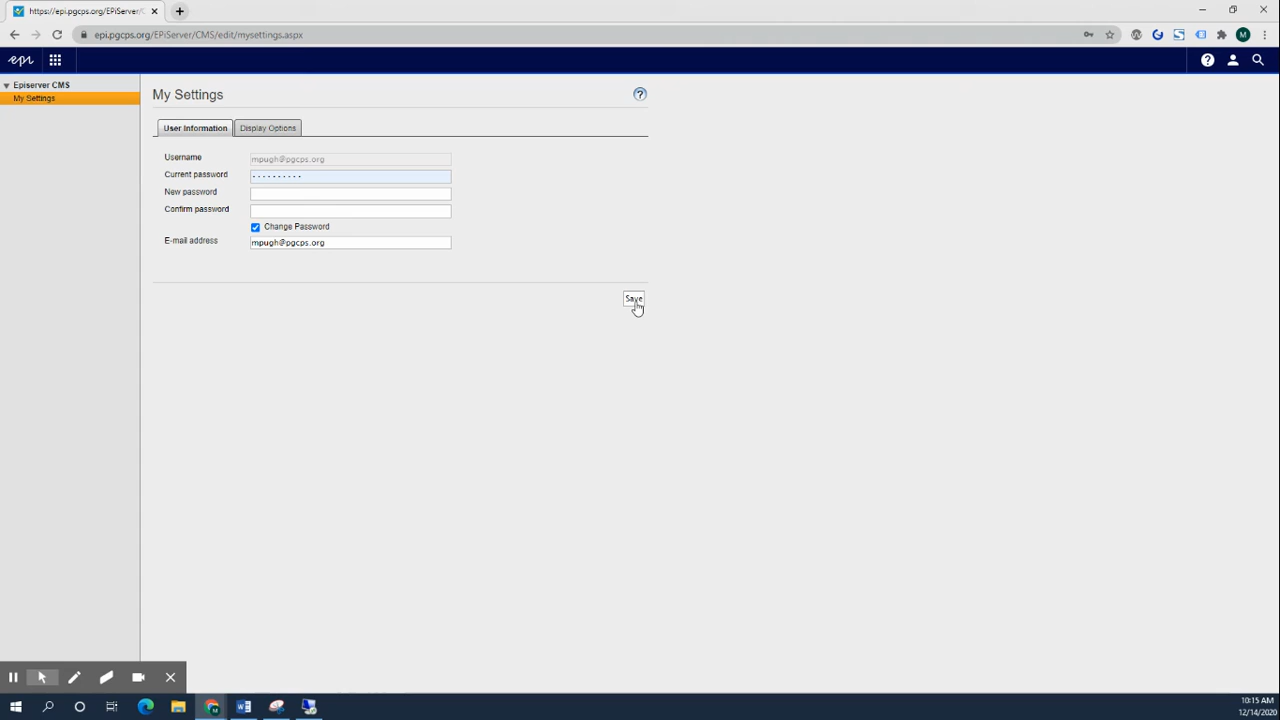 https://epi.pgcps.org/EPiServer/C
epi.pgcps.org/EPiServer/CMS/edit/mysettings.aspx
M
epi
Episerver CMS
My Settings
My Settings
User Information
Display Options
Username
mpugh@pgcps.org
Current password
New password
Confirm password
Change Password
E-mail address
mpugh@pgcps.org
Save
10:15 AM
12/14/2020